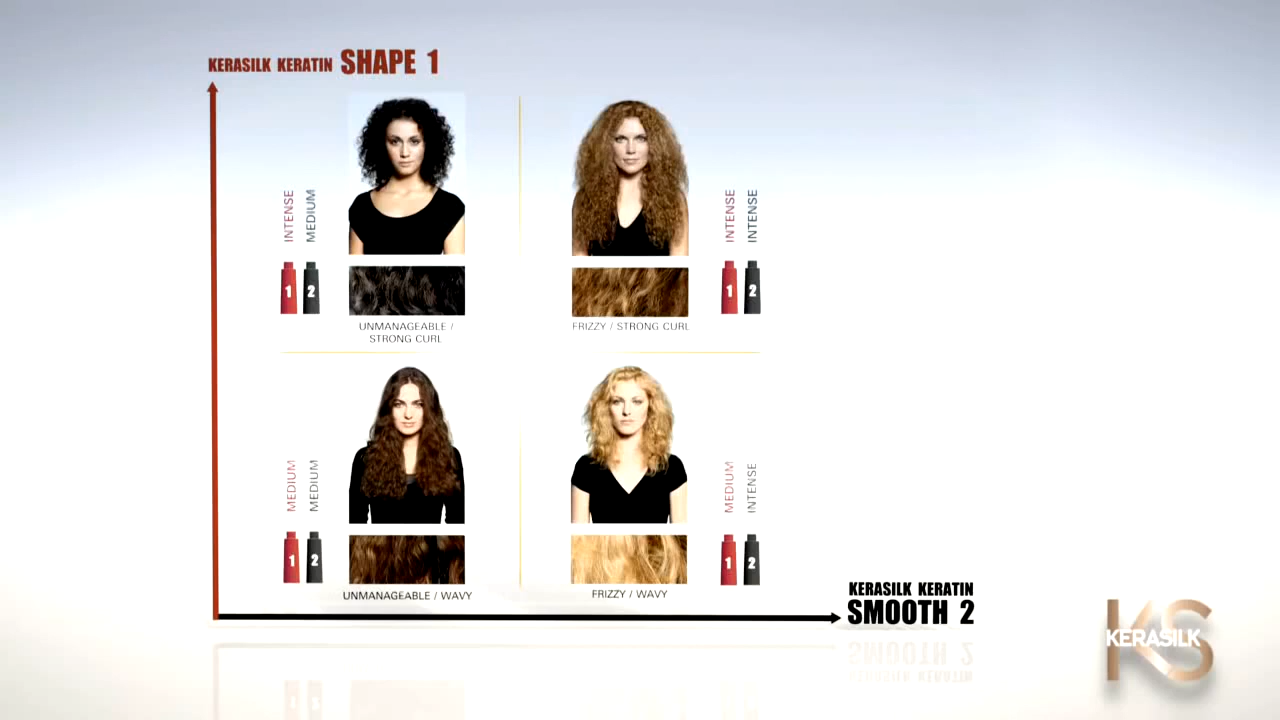 KERASILK KERATIN SHAPE 1
INTENSE
MEDIUM
1
2
UNMANAGEABLE /
STRONG CURL
INTENSE
INTENSE
1
2
FRIZZY / STRONG CURL
MEDIUM
MEDIUM
1
2
UNMANAGEABLE / WAVY
MEDIUM
INTENSE
1
2
FRIZZY / WAVY
KERASILK KERATIN
SMOOTH 2
KS
KERASILK